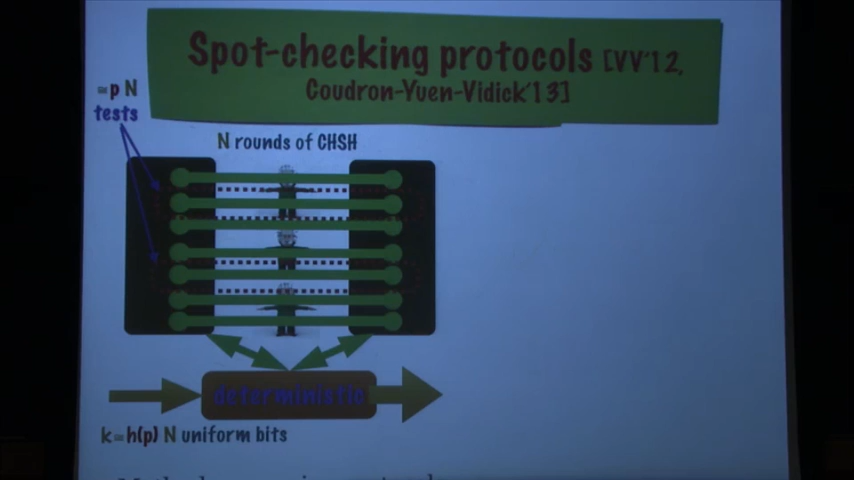 Spot-checking protocols [VV'12,
Coudron-Yuen-Vidick'13]
≈p N
tests
N rounds of CHSH
deterministic
k=h(p) N uniform bits